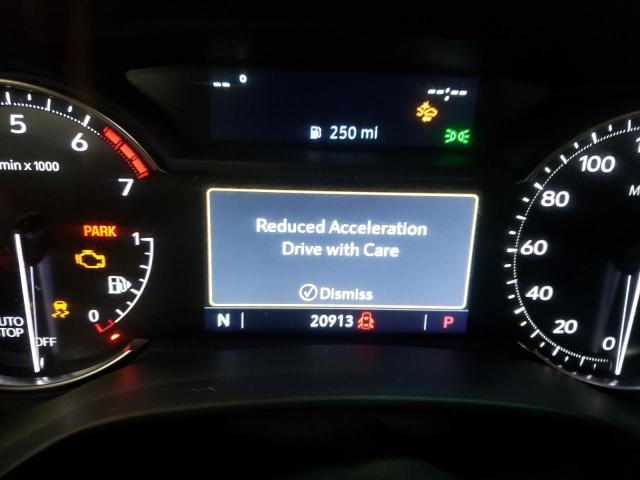 -- °
--:--
250 mi
5
6
7
min x 1000
PARK
1
0
AUTO
STOP
OFF
Reduced Acceleration
Drive with Care
Dismiss
N
20913
P
100
80
60
40
20
0
M